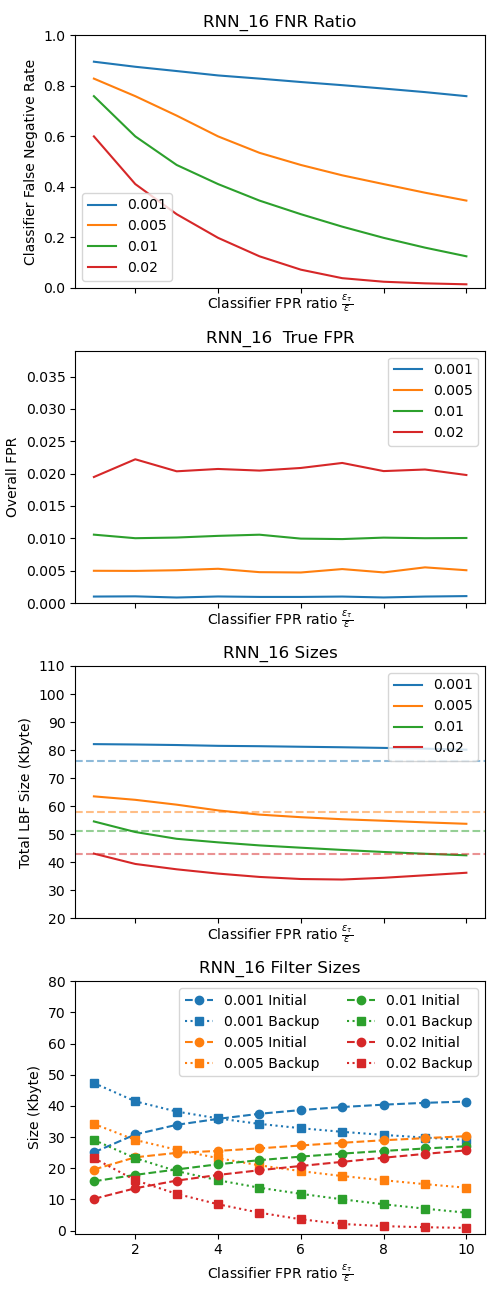 RNN_16 FNR Ratio
Classifier False Negative Rate
1.0
0.8
0.6
0.4
0.2
0.0
0.001
0.005
0.01
0.02
Classifier FPR ratio ετ/ε
RNN_16  True FPR
Overall FPR
0.035
0.030
0.025
0.020
0.015
0.010
0.005
0.000
0.001
0.005
0.01
0.02
Classifier FPR ratio ετ/ε
RNN_16 Sizes
Total LBF Size (Kbyte)
110
100
90
80
70
60
50
40
30
20
0.001
0.005
0.01
0.02
Classifier FPR ratio ετ/ε
RNN_16 Filter Sizes
Size (Kbyte)
80
70
60
50
40
30
20
10
0
0.001 Initial
0.001 Backup
0.005 Initial
0.005 Backup
0.01 Initial
0.01 Backup
0.02 Initial
0.02 Backup
2 4 6 8 10
Classifier FPR ratio ετ/ε